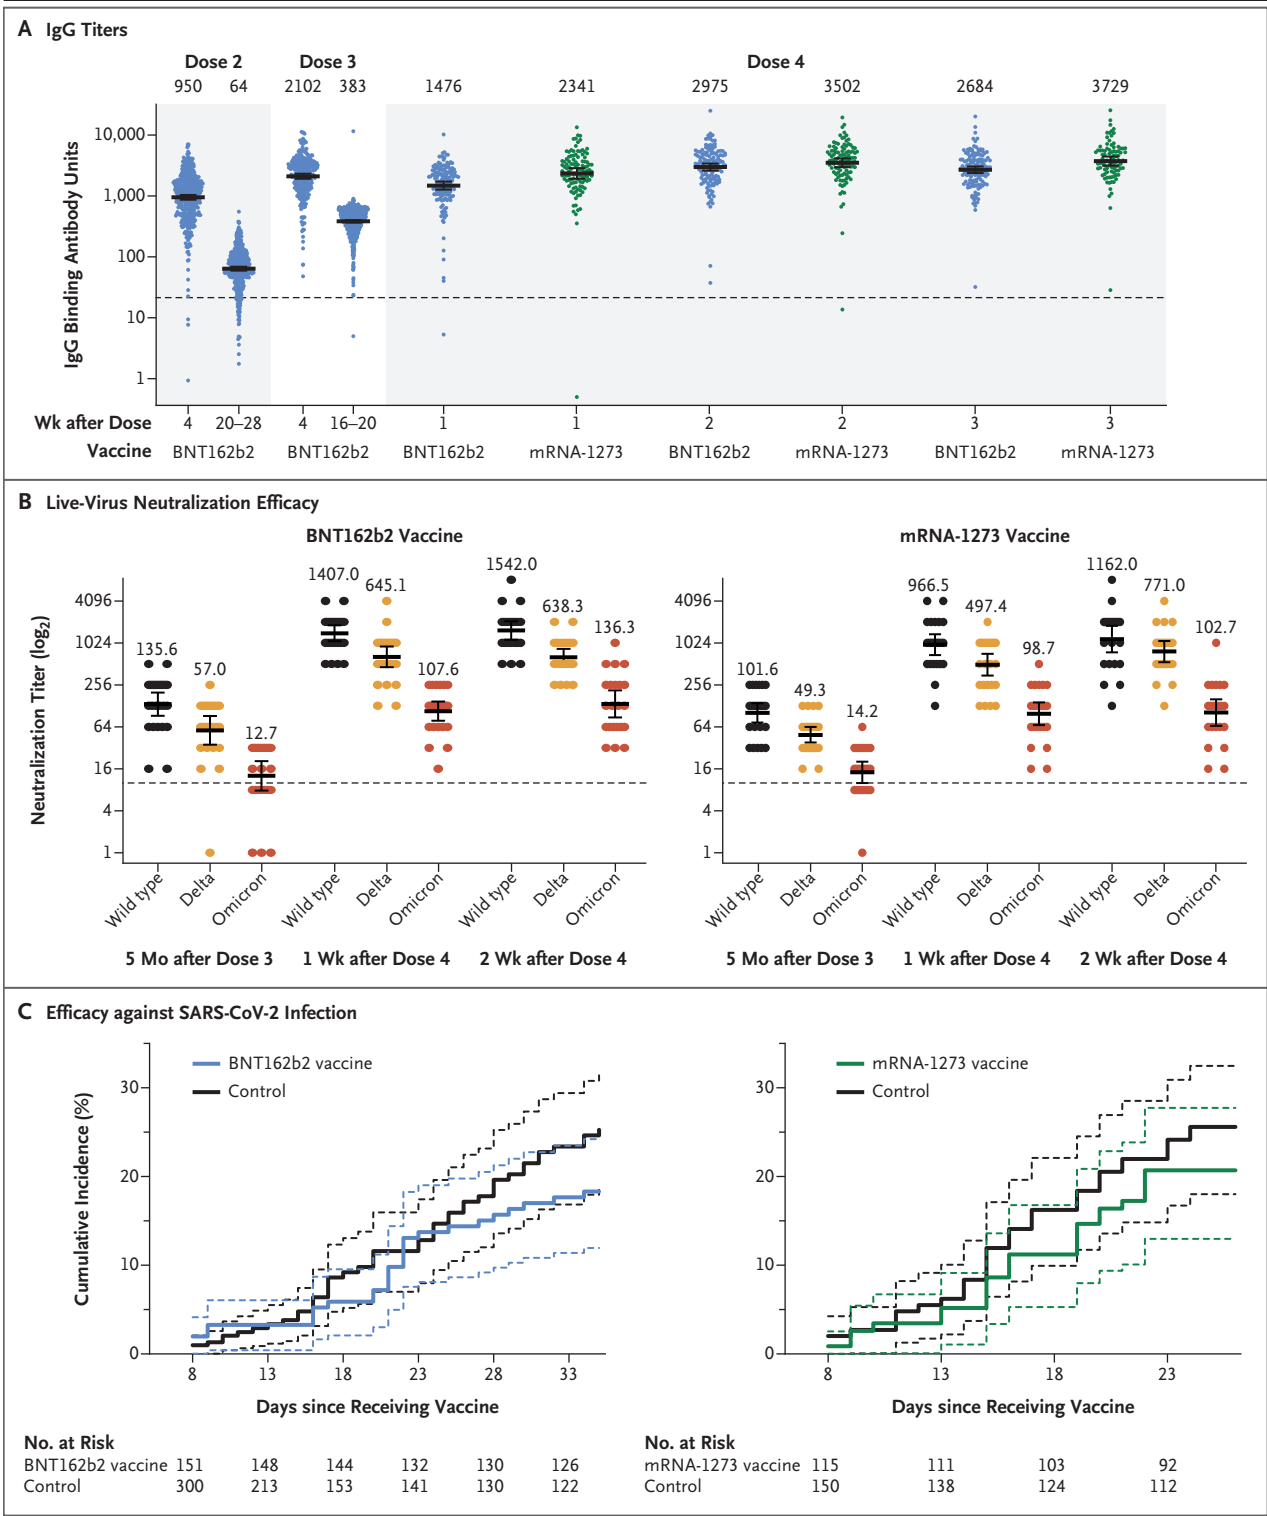 A IgG Titers
Dose 2 Dose 3 Dose 4
950 64 2102 383 1476 2341 2975 3502 2684 3729
IgG Binding Antibody Units
10,000
1,000
100
10
1
Wk after Dose 4 20–28 4 16–20 1 1 2 2 3 3
Vaccine BNT162b2 BNT162b2 BNT162b2 mRNA-1273 BNT162b2 mRNA-1273 BNT162b2 mRNA-1273
B Live-Virus Neutralization Efficacy
BNT162b2 Vaccine
Neutralization Titer (log2)
4096
1024
256
64
16
4
1
135.6 57.0 12.7 1407.0 645.1 107.6 1542.0 638.3 136.3
Wild type Delta Omicron Wild type Delta Omicron Wild type Delta Omicron
5 Mo after Dose 3 1 Wk after Dose 4 2 Wk after Dose 4
mRNA-1273 Vaccine
4096
1024
256
64
16
4
1
101.6 49.3 14.2 966.5 497.4 98.7 1162.0 771.0 102.7
Wild type Delta Omicron Wild type Delta Omicron Wild type Delta Omicron
5 Mo after Dose 3 1 Wk after Dose 4 2 Wk after Dose 4
C Efficacy against SARS-CoV-2 Infection
BNT162b2 vaccine
Control
Cumulative Incidence (%)
30
20
10
0
8 13 18 23 28 33
Days since Receiving Vaccine
No. at Risk
BNT162b2 vaccine 151 148 144 132 130 126
Control 300 213 153 141 130 122
mRNA-1273 vaccine
Control
30
20
10
0
8 13 18 23
Days since Receiving Vaccine
No. at Risk
mRNA-1273 vaccine 115 111 103 92
Control 150 138 124 112